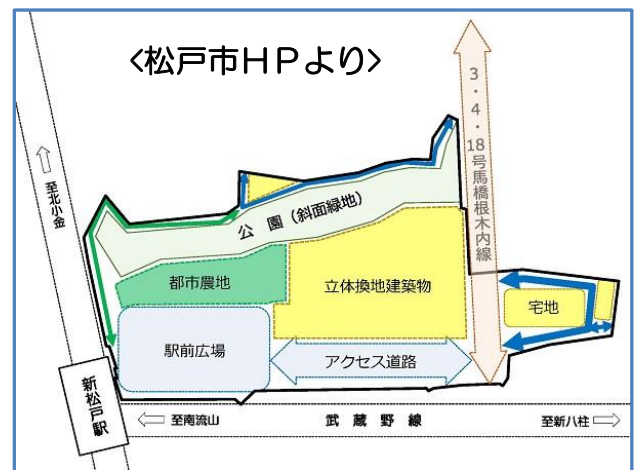 <松戸市HPより>
3・4・18号馬橋根木内線
至北小金
公園(斜面緑地)
都市農地
立体換地建築物
宅地
駅前広場
アクセス道路
新松戸駅
至南流山
武蔵野線
至新八柱